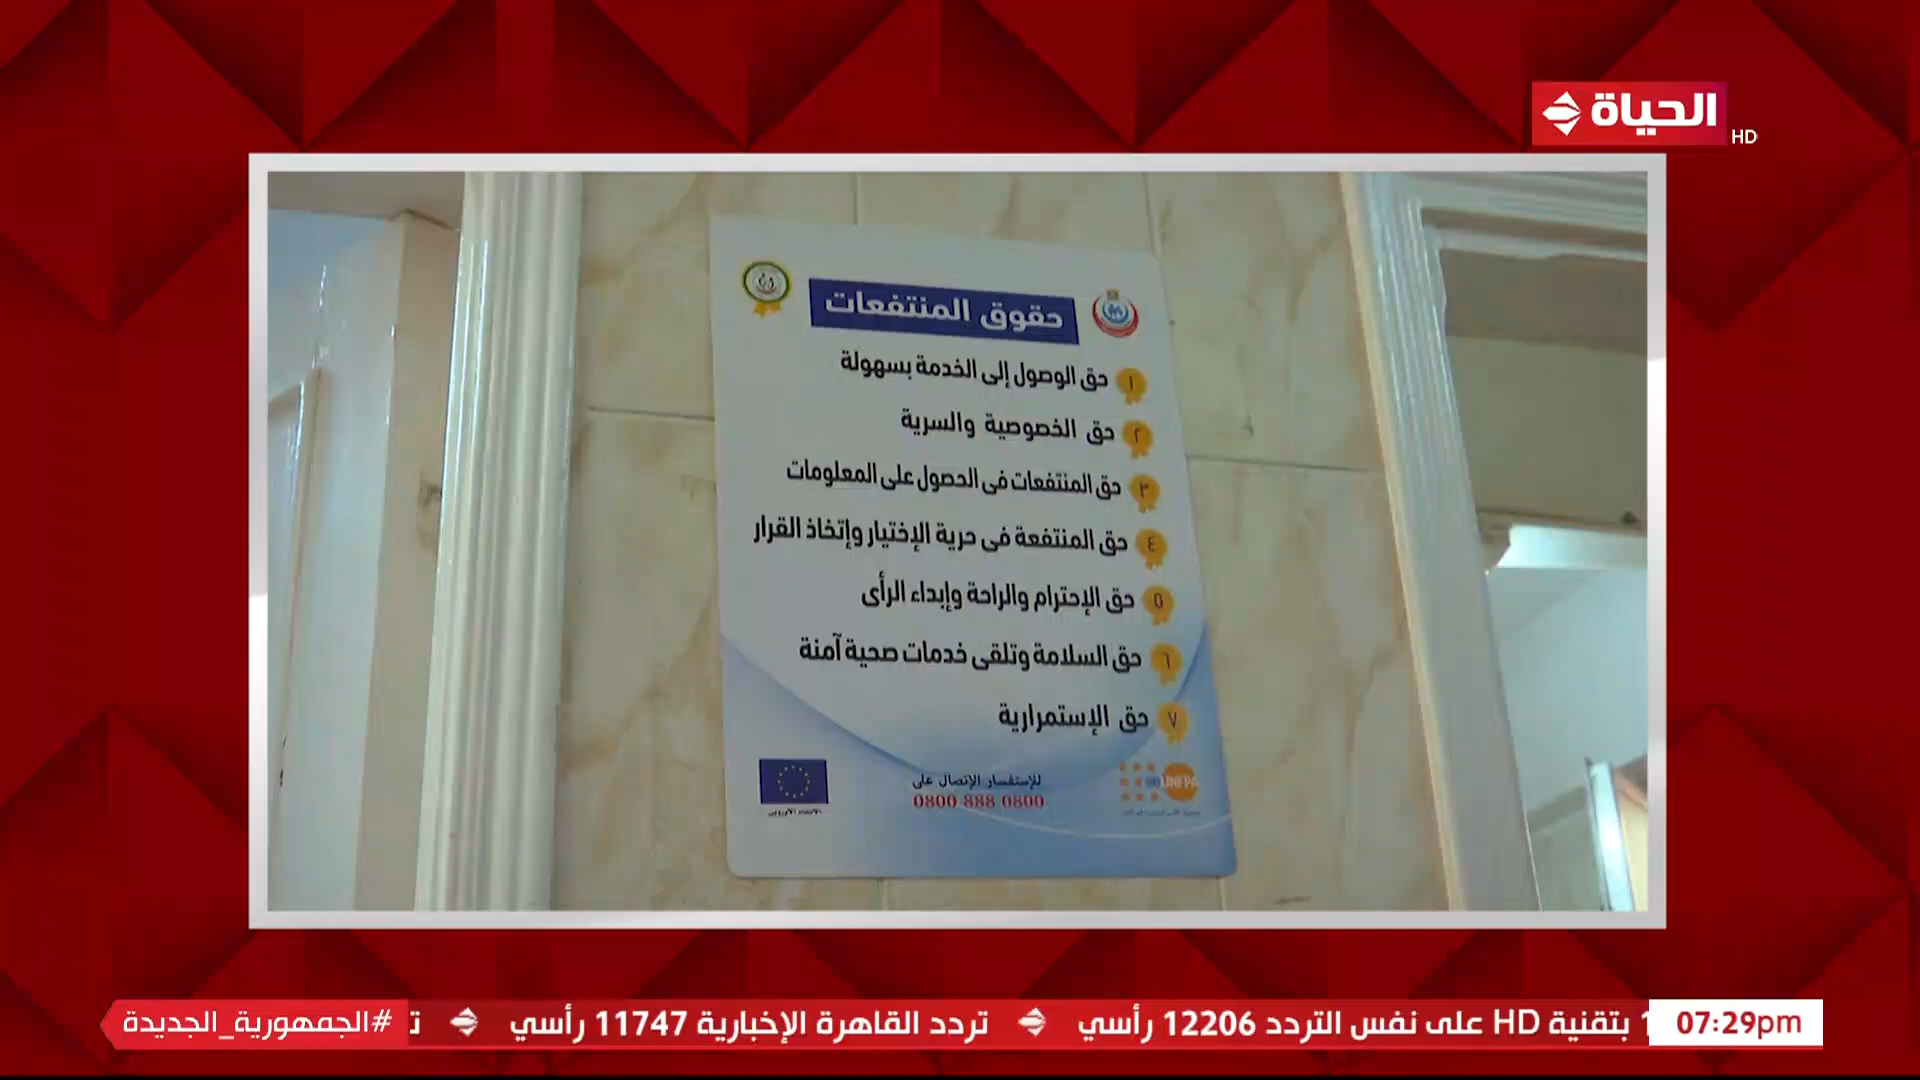 الحياة
HD
حقوق المنتفعات
١ حق الوصول إلى الخدمة بسهولة
٢ حق الخصوصية والسرية
٣ حق المنتفعات فى الحصول على المعلومات
٤ حق المنتفعة فى حرية الإختيار وإتخاذ القرار
٥ حق الإحترام والراحة وإبداء الرأى
٦ حق السلامة وتلقى خدمات صحية آمنة
٧ حق الإستمرارية
للإستفسار الإتصال على
0800 888 0800
UNFPA
الاتحاد الأوروبى
07:29pm
بتقنية HD على نفس التردد 12206 رأسي تردد القاهرة الإخبارية 11747 رأسي
#الجمهورية_الجديدة